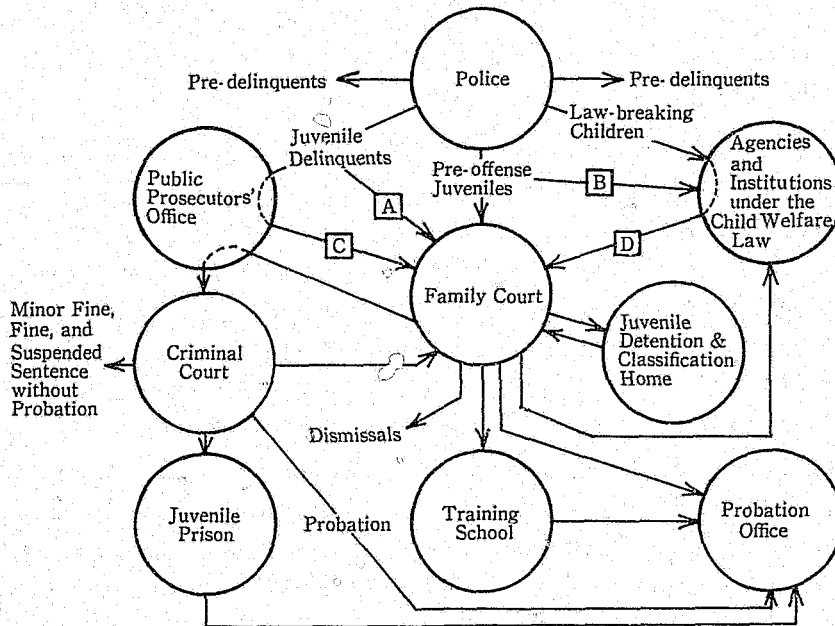 Police
Pre-delinquents
Pre-delinquents
Law-breaking
Children
Juvenile
Delinquents
Pre-offense
Juveniles
Agencies
and
Institutions
under the
Child Welfare
Law
Public
Prosecutors'
Office
A
B
C
D
Family Court
Minor Fine,
Fine, and
Suspended
Sentence
without
Probation
Criminal
Court
Juvenile
Detention &
Classification
Home
Dismissals
Juvenile
Prison
Probation
Training
School
Probation
Office